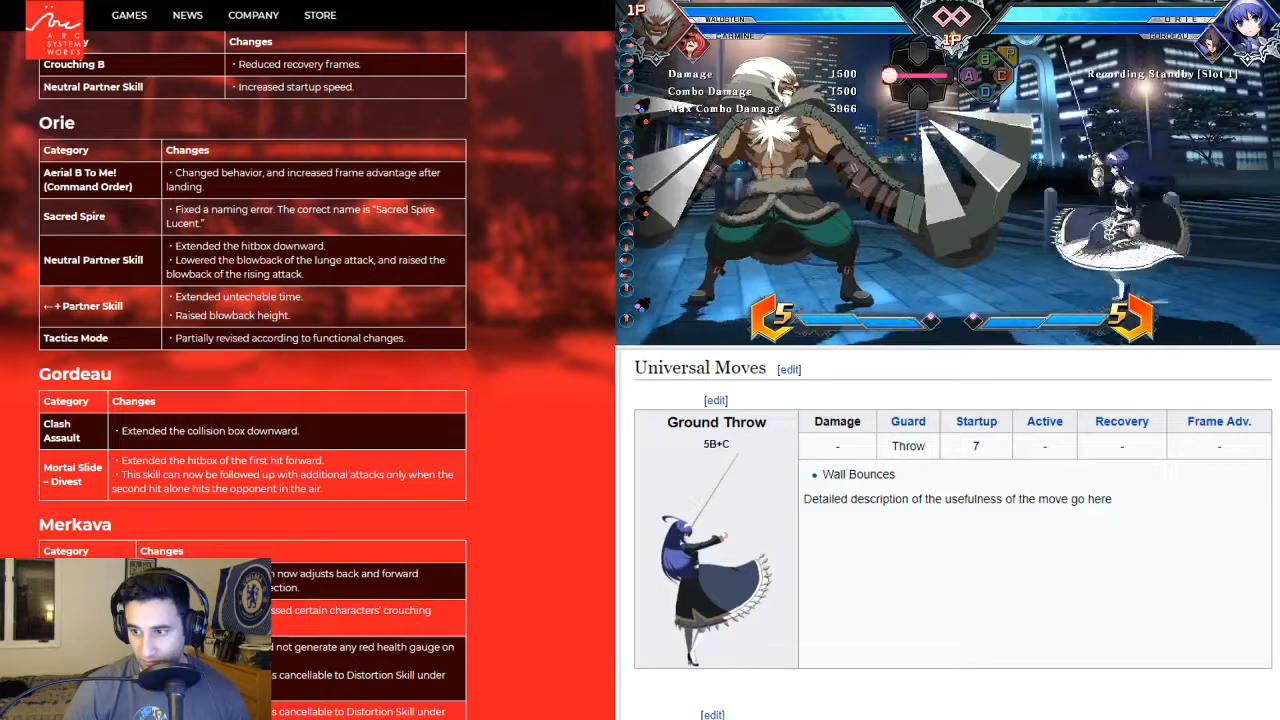 ARC
SYSTEM
WORKS
GAMES NEWS COMPANY STORE
Changes
Crouching B ・Reduced recovery frames.
Neutral Partner Skill ・Increased startup speed.
Orie
Category Changes
Aerial B To Me!
(Command Order)
・Changed behavior, and increased frame advantage after
landing.
Sacred Spire
・Fixed a naming error. The correct name is "Sacred Spire
Lucent."
Neutral Partner Skill
・Extended the hitbox downward.
・Lowered the blowback of the lunge attack, and raised the
blowback of the rising attack.
←+Partner Skill
・Extended untechable time.
・Raised blowback height.
Tactics Mode ・Partially revised according to functional changes.
Gordeau
Category Changes
Clash
Assault
・Extended the collision box downward.
Mortal Slide
– Divest
・Extended the hitbox of the first hit forward.
・This skill can now be followed up with additional attacks only when the
second hit alone hits the opponent in the air.
Merkava
Category Changes
now adjusts back and forward
certain characters' crouching
not generate any red health gauge on
s cancellable to Distortion Skill under
s cancellable to Distortion Skill under
1P
WALDSTEIN
CARMINE
ORIE
GORDEAU
1P
Damage 1500
Combo Damage 1500
Max Combo Damage 3966
A B C D P
Recording Standby [Slot 1]
5 5
Universal Moves [edit]
[edit]
Ground Throw
5B+C
Damage Guard Startup Active Recovery Frame Adv.
- Throw 7 - - -
• Wall Bounces
Detailed description of the usefulness of the move go here
[edit]